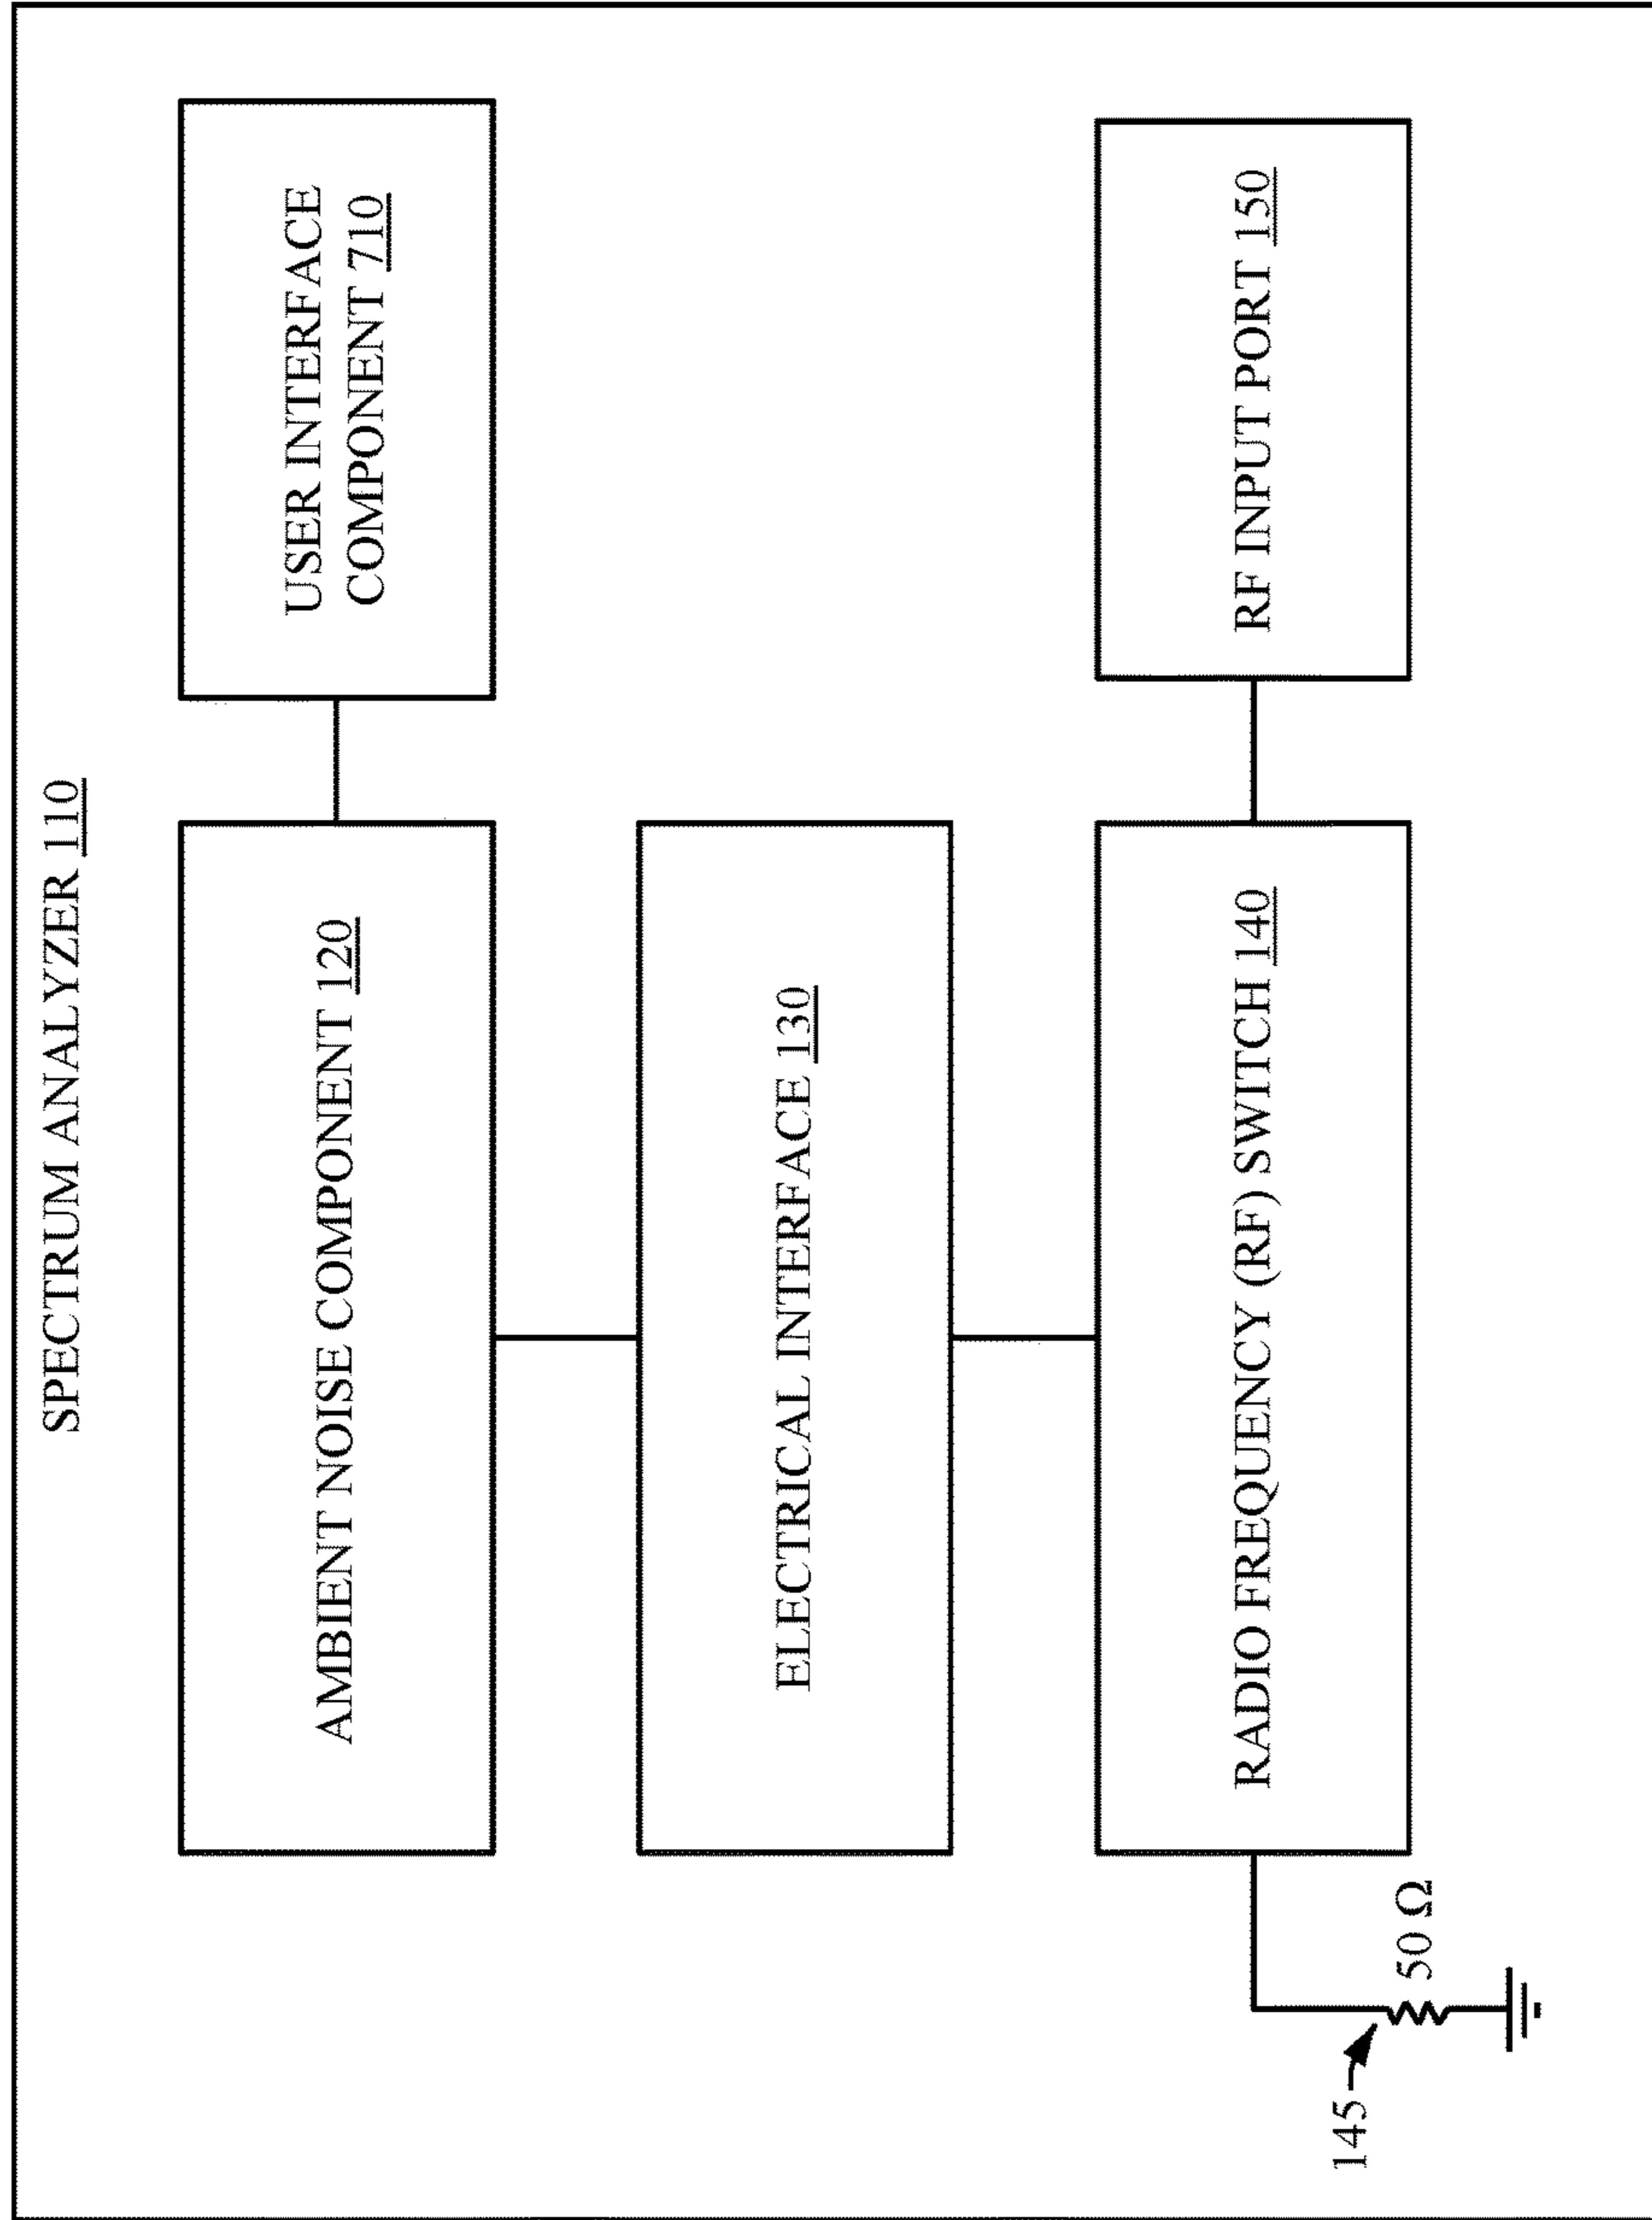 SPECTRUM ANALYZER 110
AMBIENT NOISE COMPONENT 120
USER INTERFACE
COMPONENT 710
ELECTRICAL INTERFACE 130
RADIO FREQUENCY (RF) SWITCH 140
RF INPUT PORT 150
145
50 Ω